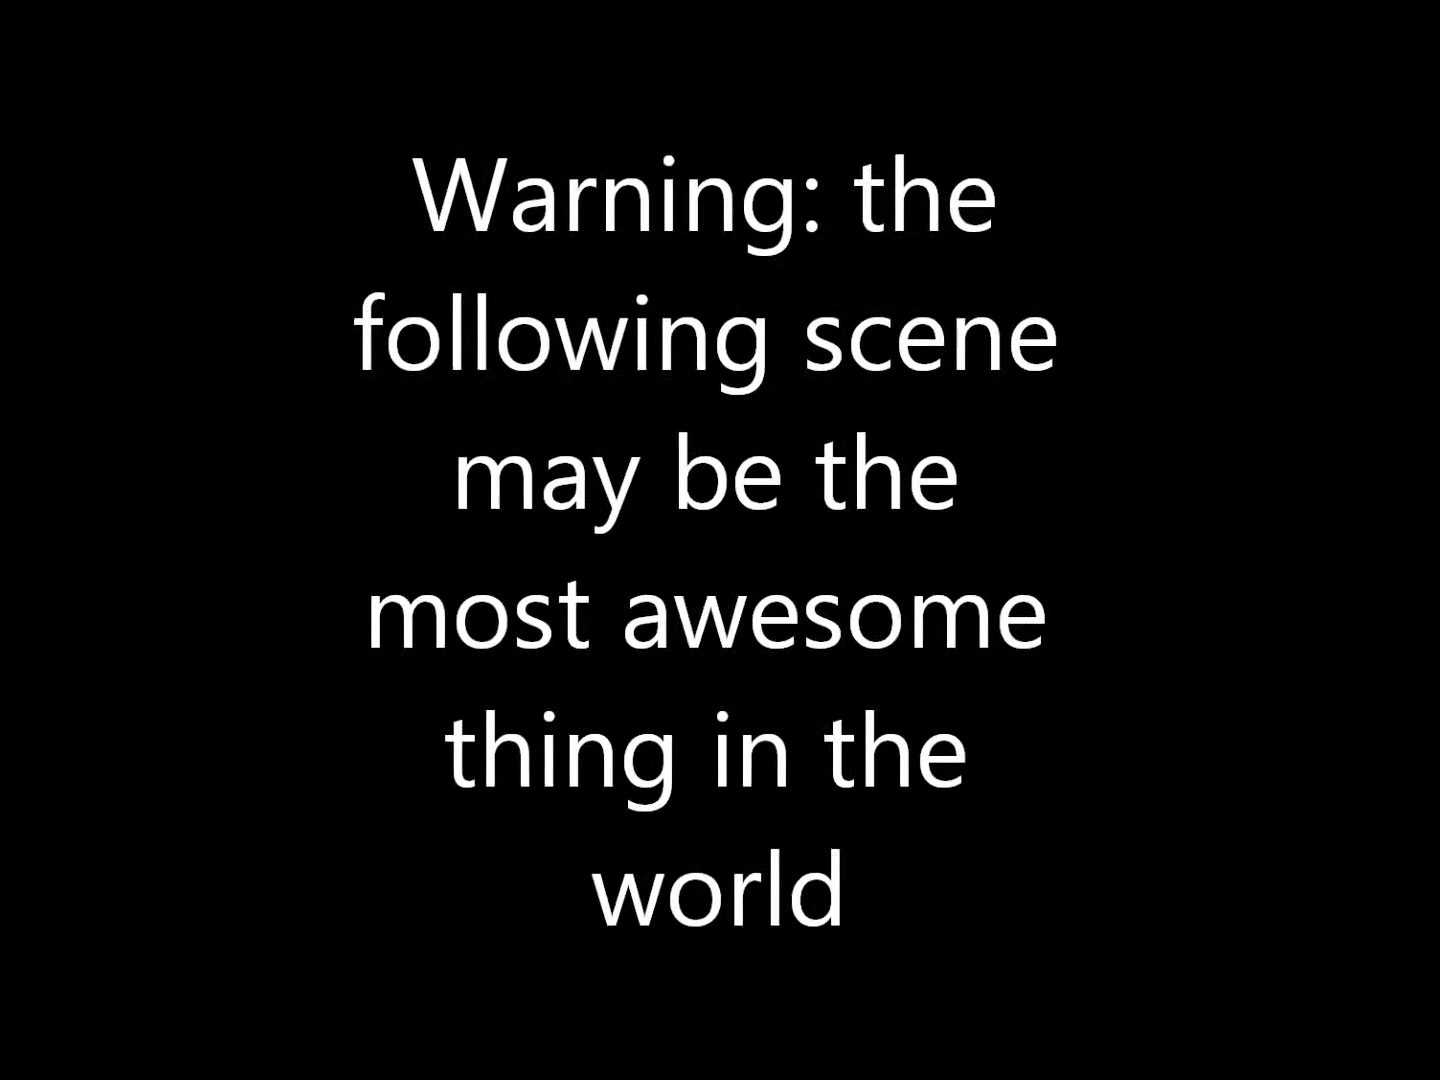 Warning: the
following scene
may be the
most awesome
thing in the
world